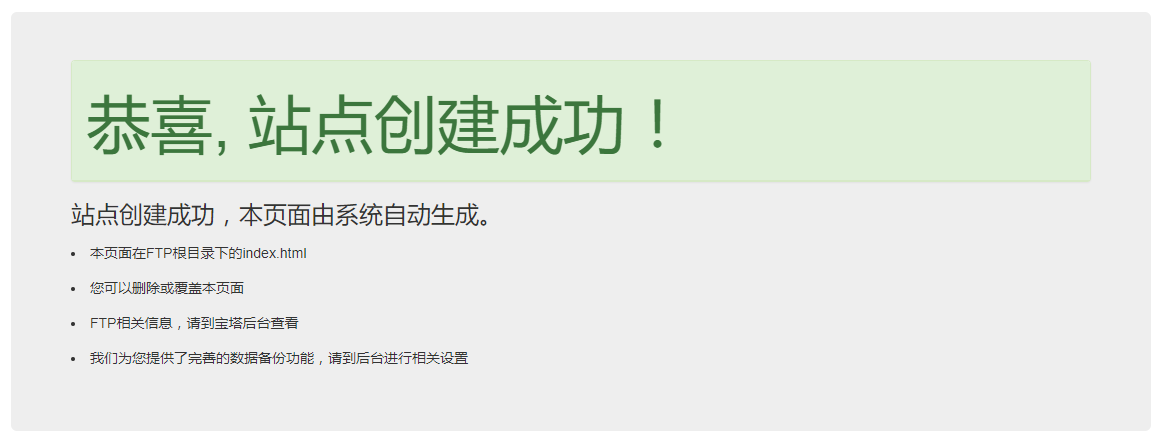 恭喜, 站点创建成功！
站点创建成功，本页面由系统自动生成。
本页面在FTP根目录下的index.html
您可以删除或覆盖本页面
FTP相关信息，请到宝塔后台查看
我们为您提供了完善的数据备份功能，请到后台进行相关设置